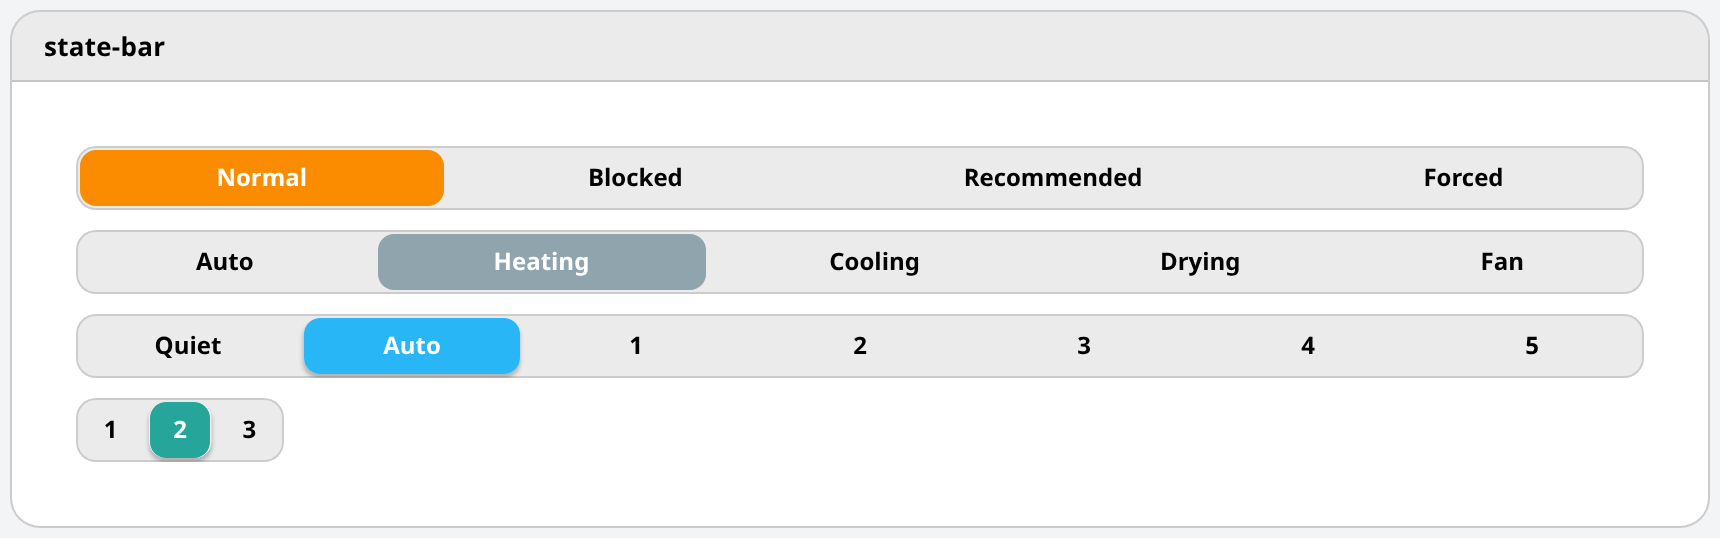 state-bar
Normal Blocked Recommended Forced
Auto Heating Cooling Drying Fan
Quiet Auto 1 2 3 4 5
1 2 3